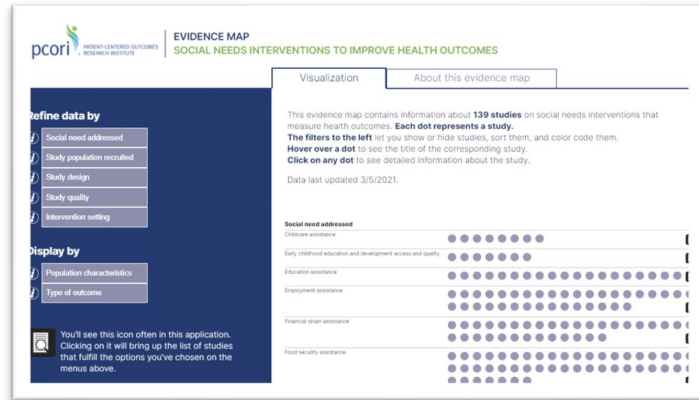 pcori
PATIENT-CENTERED OUTCOMES
RESEARCH INSTITUTE
EVIDENCE MAP
SOCIAL NEEDS INTERVENTIONS TO IMPROVE HEALTH OUTCOMES
Visualization
About this evidence map
Refine data by
i Social need addressed
i Study population recruited
i Study design
i Study quality
i Intervention setting
Display by
i Population characteristics
i Type of outcome
You'll see this icon often in this application.
Clicking on it will bring up the list of studies
that fulfill the options you've chosen on the
menus above.
This evidence map contains information about 139 studies on social needs interventions that
measure health outcomes. Each dot represents a study.
The filters to the left let you show or hide studies, sort them, and color code them.
Hover over a dot to see the title of the corresponding study.
Click on any dot to see detailed information about the study.
Data last updated 3/5/2021.
Social need addressed
Childcare assistance
Early childhood education and development access and quality
Education assistance
Employment assistance
Financial strain assistance
Food security assistance